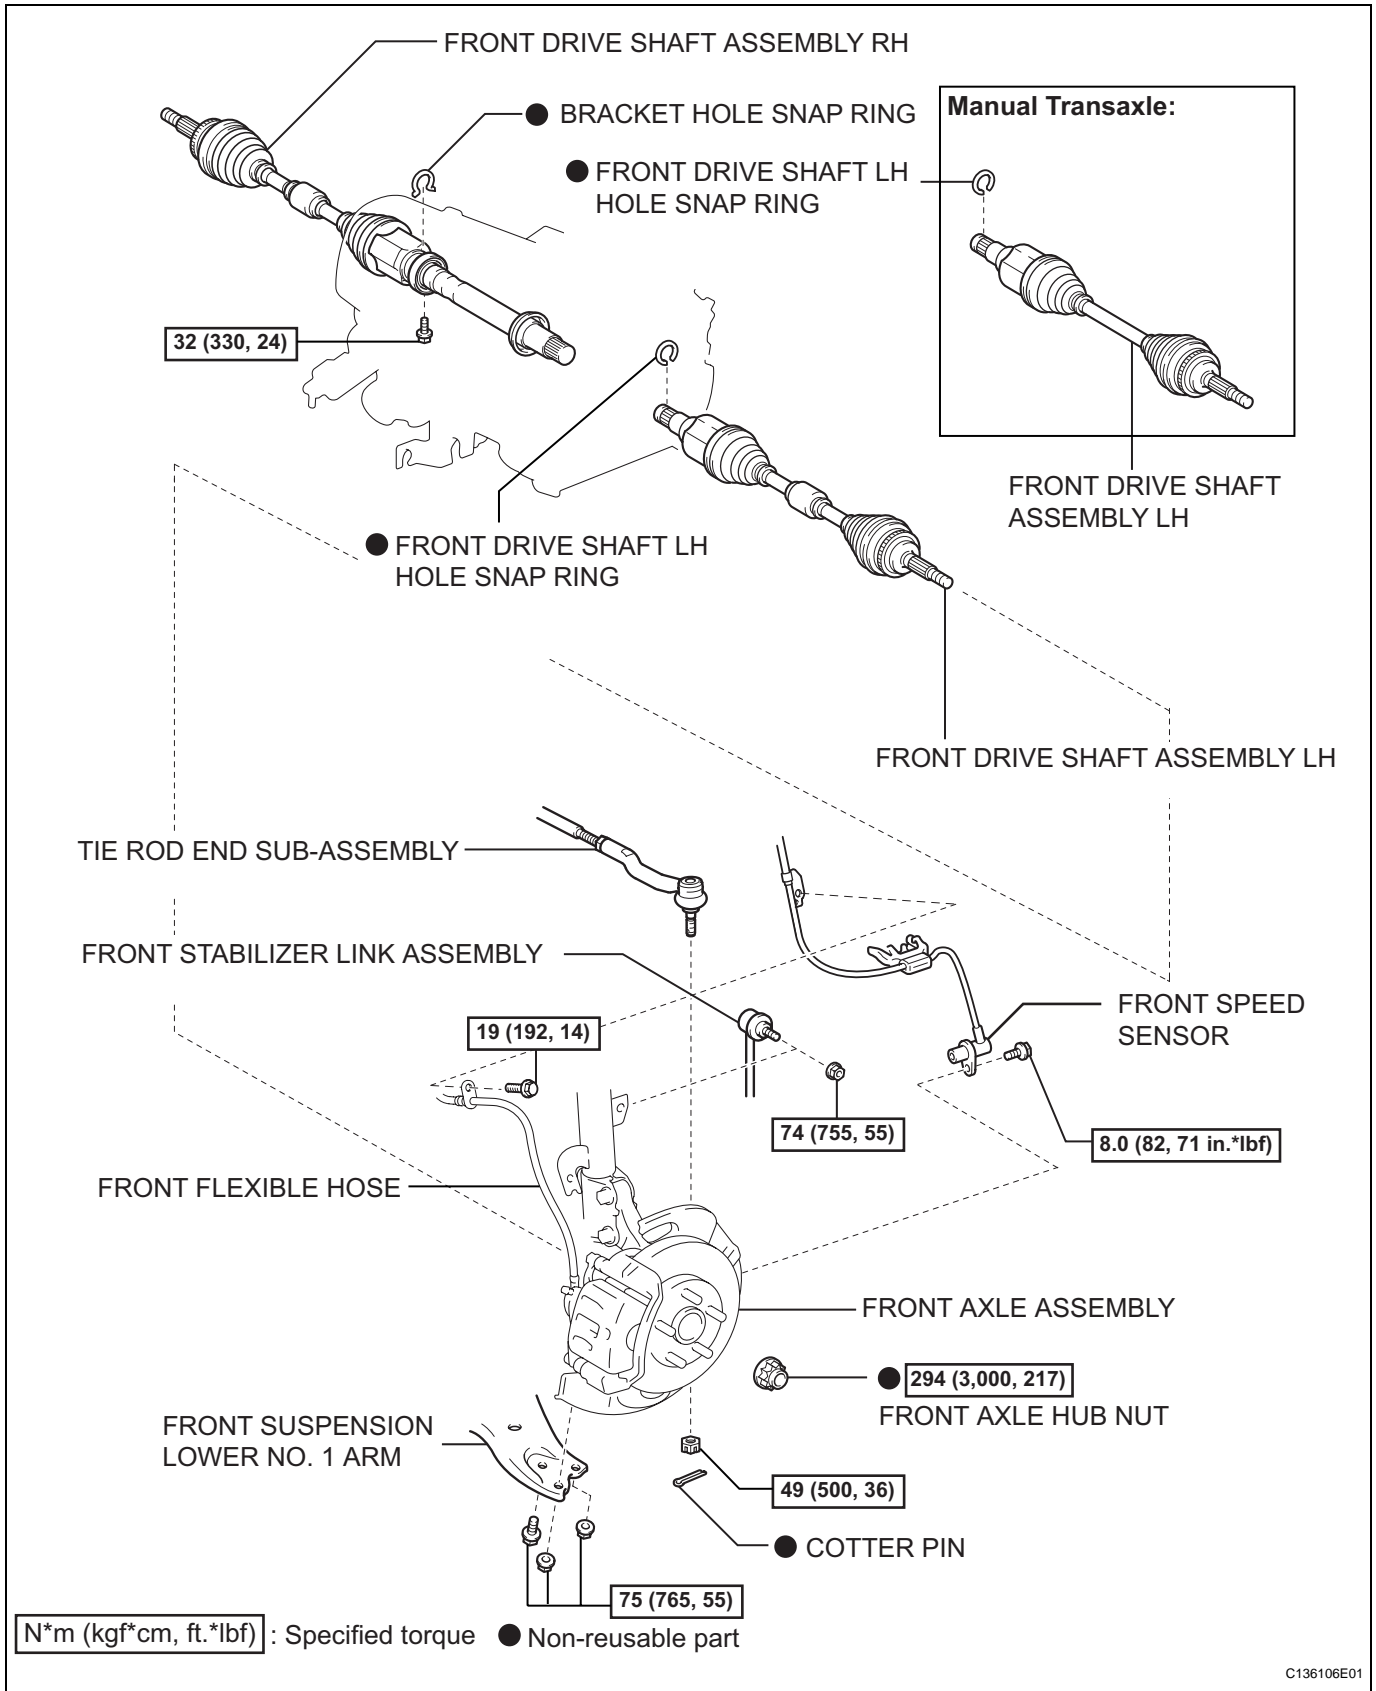 FRONT DRIVE SHAFT ASSEMBLY RH
● BRACKET HOLE SNAP RING
Manual Transaxle:
● FRONT DRIVE SHAFT LH
HOLE SNAP RING
32 (330, 24)
FRONT DRIVE SHAFT
ASSEMBLY LH
● FRONT DRIVE SHAFT LH
HOLE SNAP RING
FRONT DRIVE SHAFT ASSEMBLY LH
TIE ROD END SUB-ASSEMBLY
FRONT STABILIZER LINK ASSEMBLY
FRONT SPEED
SENSOR
19 (192, 14)
74 (755, 55)
8.0 (82, 71 in.*lbf)
FRONT FLEXIBLE HOSE
FRONT AXLE ASSEMBLY
● 294 (3,000, 217)
FRONT AXLE HUB NUT
FRONT SUSPENSION
LOWER NO. 1 ARM
49 (500, 36)
● COTTER PIN
75 (765, 55)
N*m (kgf*cm, ft.*lbf) : Specified torque ● Non-reusable part
C136106E01